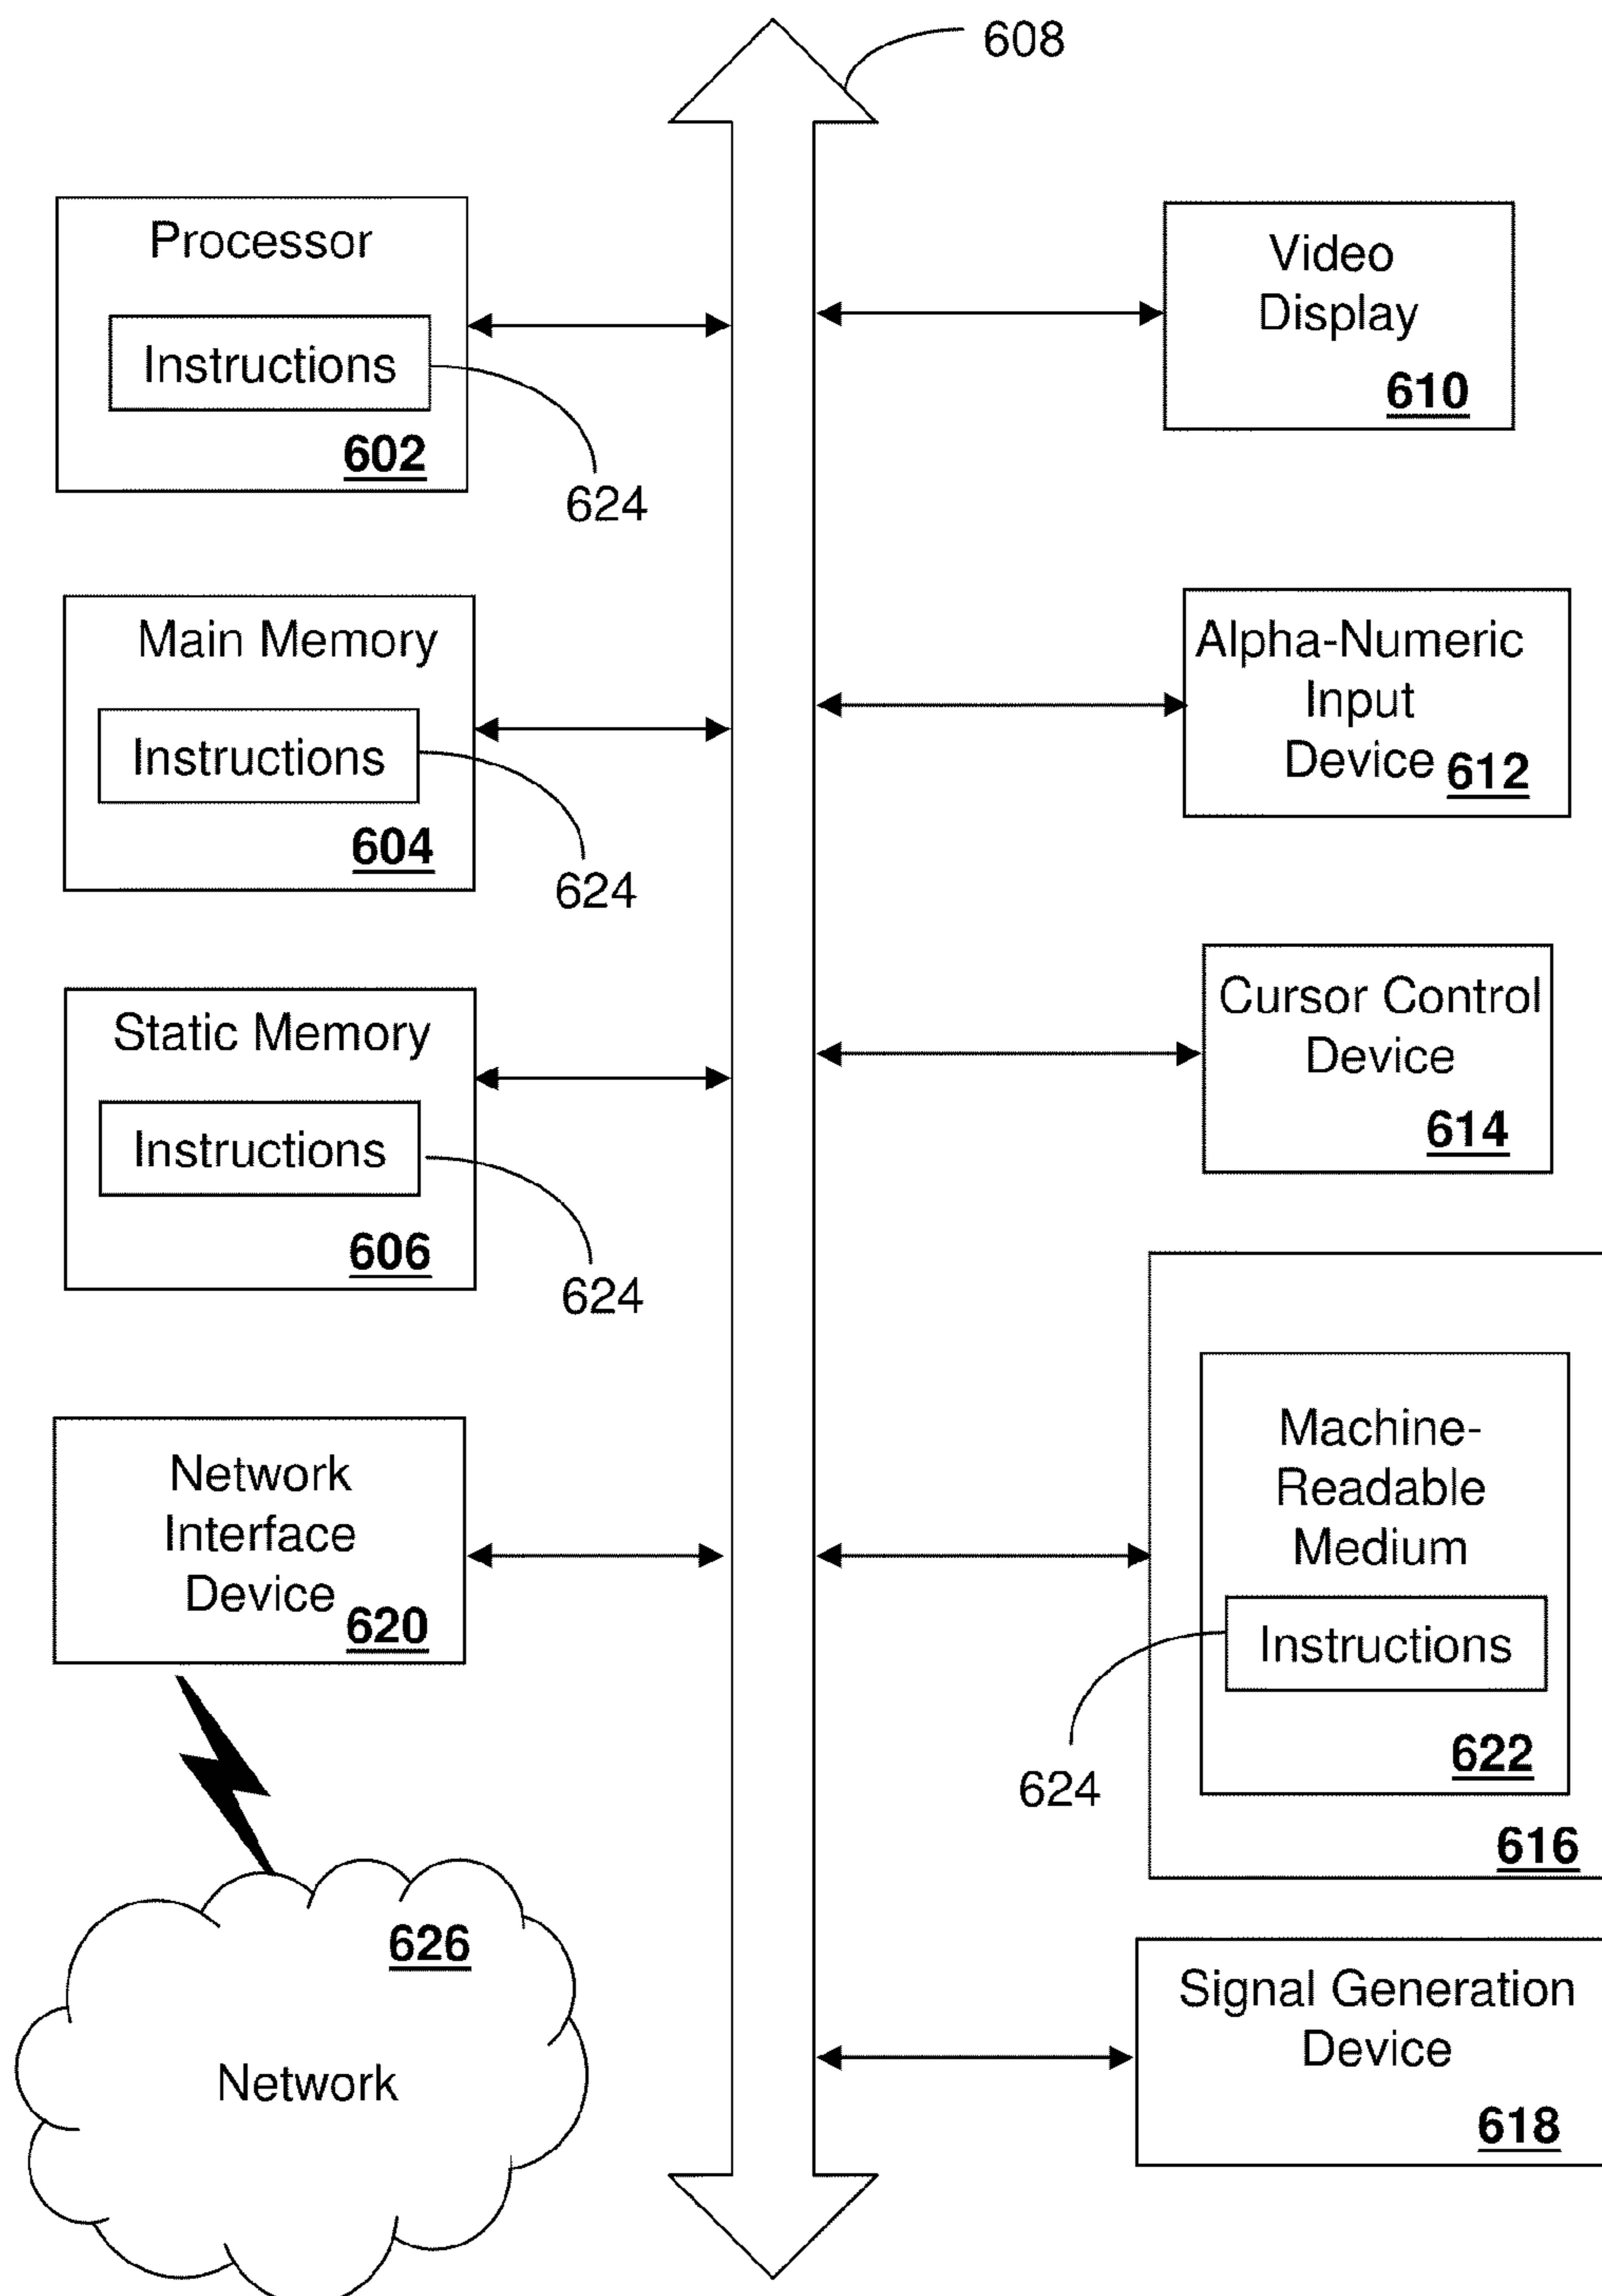 608
Processor
Instructions
602
624
Main Memory
Instructions
604
624
Static Memory
Instructions
606
624
Network
Interface
Device
620
626
Network
Video
Display
610
Alpha-Numeric
Input
Device
612
Cursor Control
Device
614
Machine-
Readable
Medium
Instructions
622
624
616
Signal Generation
Device
618